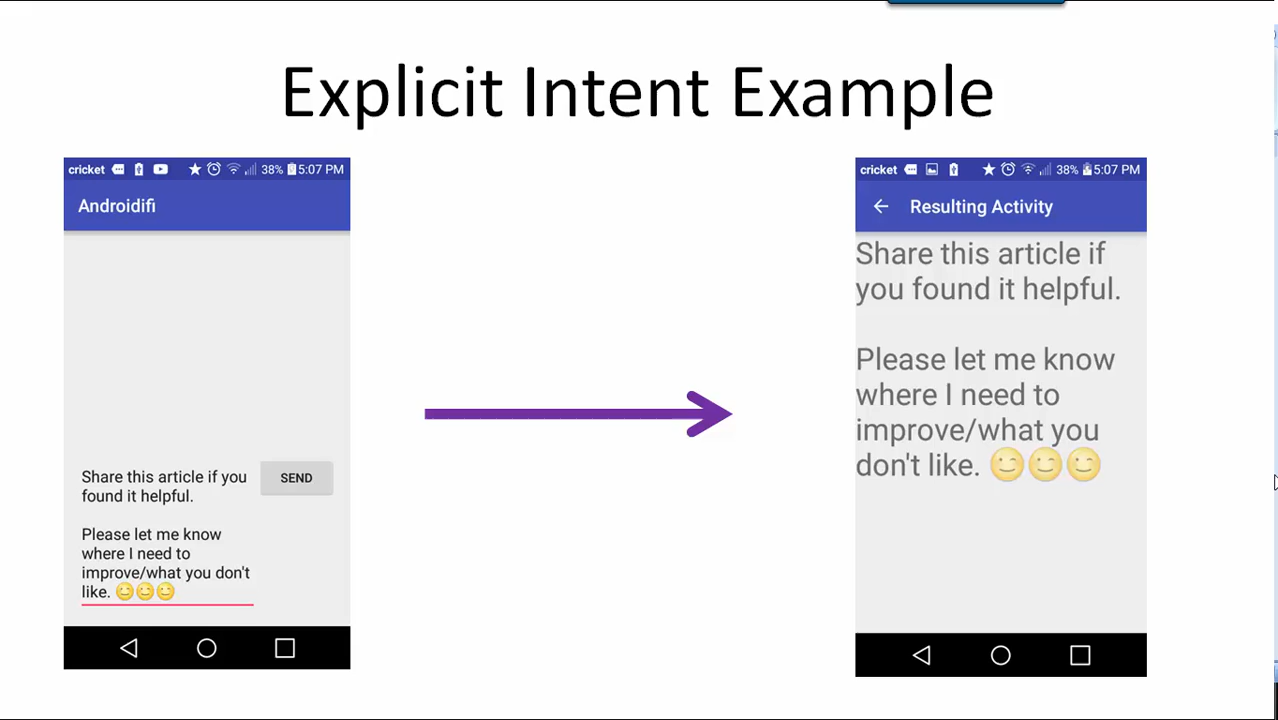 Explicit Intent Example
cricket 38% 5:07 PM
Androidifi
Share this article if you
found it helpful.
SEND
Please let me know
where I need to
improve/what you don't
like. 😊😊😊
cricket 38% 5:07 PM
Resulting Activity
Share this article if
you found it helpful.
Please let me know
where I need to
improve/what you
don't like. 😉😉😉